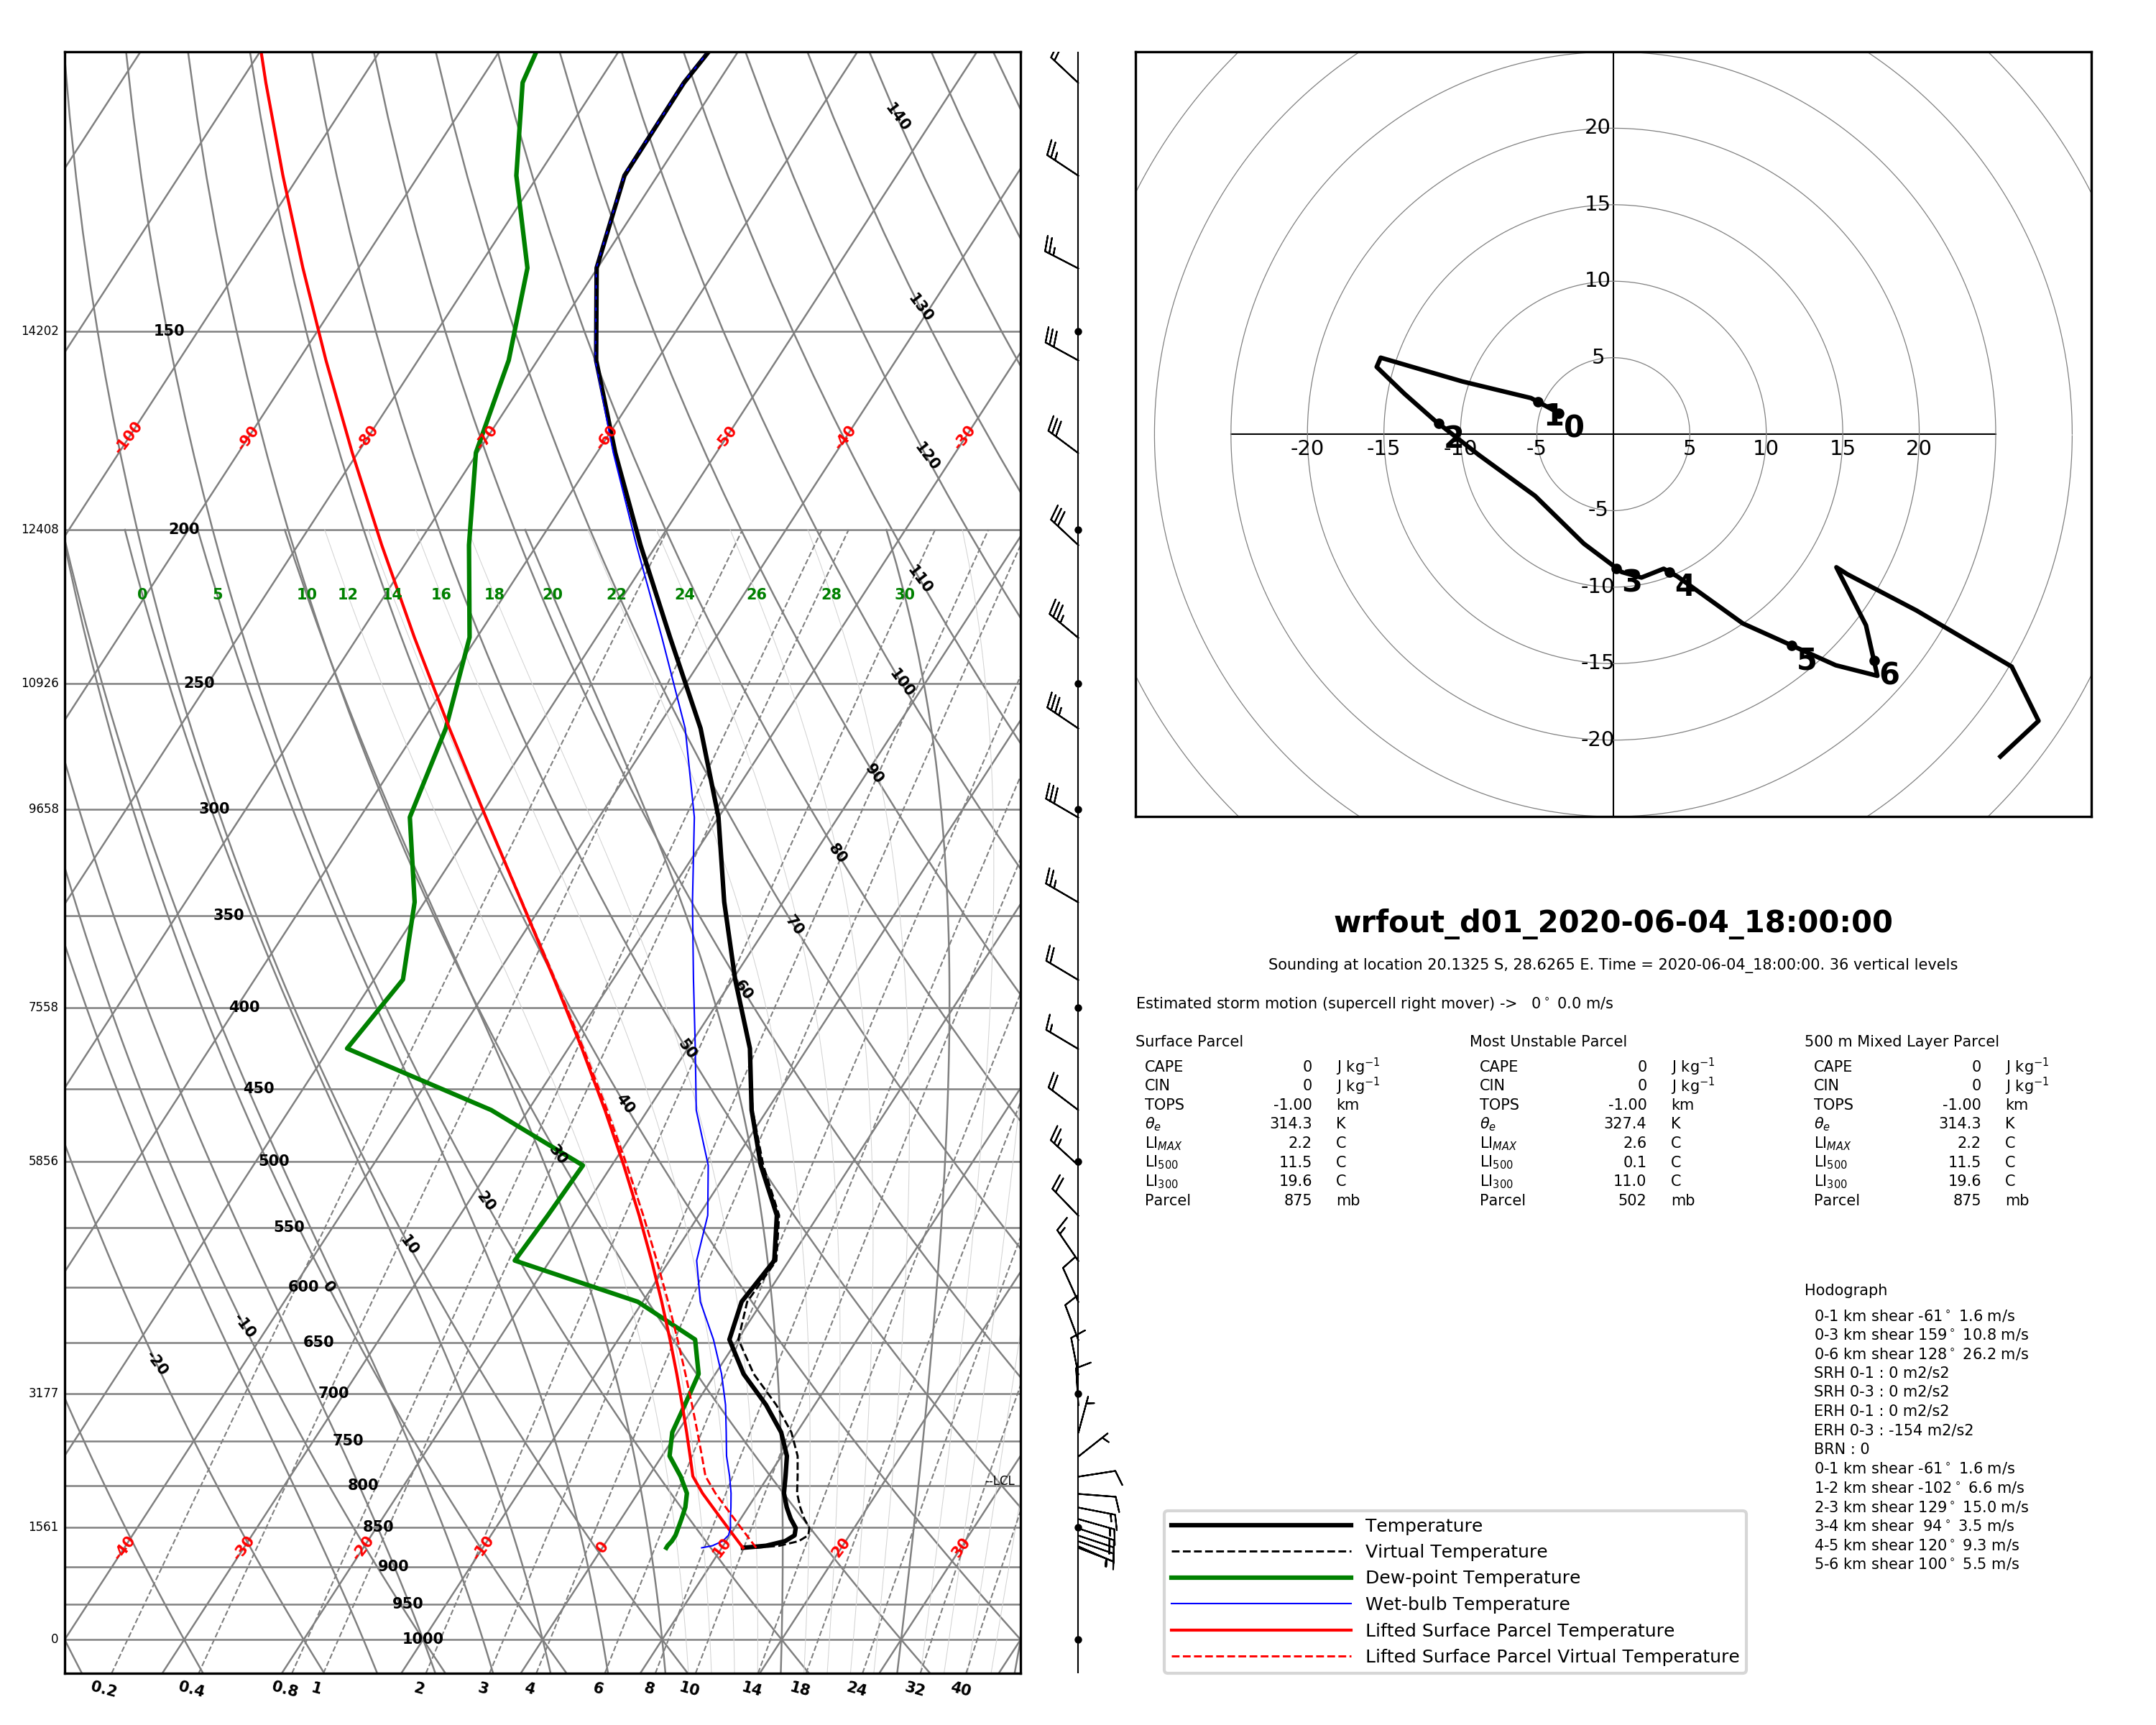 140
130
14202 150
-100 -90 -80 -70 -60 -50 -40 -30
120
12408 200
110
0 5 10 12 14 16 18 20 22 24 26 28 30
10926 250
100
90
9658 300
80
350
70
60
7558 400
50
450
40
5856 500
30
20
550
10
600 0
650
-10
-20
3177 700
750
800 --LCL
1561 850
-40 -30 -20 -10 0 10 20 30
900
950
0 1000
0.2 0.4 0.8 1 2 3 4 6 8 10 14 18 24 32 40
20
15
10
5
-20 -15 -10 -5 5 10 15 20
-5
-10
-15
-20
0
1
2
3
4
5
6
wrfout_d01_2020-06-04_18:00:00
Sounding at location 20.1325 S, 28.6265 E. Time = 2020-06-04_18:00:00. 36 vertical levels
Estimated storm motion (supercell right mover) -> 0° 0.0 m/s
Surface Parcel
CAPE 0 J kg⁻¹
CIN 0 J kg⁻¹
TOPS -1.00 km
θₑ 314.3 K
LI_MAX 2.2 C
LI₅₀₀ 11.5 C
LI₃₀₀ 19.6 C
Parcel 875 mb
Most Unstable Parcel
CAPE 0 J kg⁻¹
CIN 0 J kg⁻¹
TOPS -1.00 km
θₑ 327.4 K
LI_MAX 2.6 C
LI₅₀₀ 0.1 C
LI₃₀₀ 11.0 C
Parcel 502 mb
500 m Mixed Layer Parcel
CAPE 0 J kg⁻¹
CIN 0 J kg⁻¹
TOPS -1.00 km
θₑ 314.3 K
LI_MAX 2.2 C
LI₅₀₀ 11.5 C
LI₃₀₀ 19.6 C
Parcel 875 mb
Hodograph
0-1 km shear -61° 1.6 m/s
0-3 km shear 159° 10.8 m/s
0-6 km shear 128° 26.2 m/s
SRH 0-1 : 0 m2/s2
SRH 0-3 : 0 m2/s2
ERH 0-1 : 0 m2/s2
ERH 0-3 : -154 m2/s2
BRN : 0
0-1 km shear -61° 1.6 m/s
1-2 km shear -102° 6.6 m/s
2-3 km shear 129° 15.0 m/s
3-4 km shear 94° 3.5 m/s
4-5 km shear 120° 9.3 m/s
5-6 km shear 100° 5.5 m/s
Temperature
Virtual Temperature
Dew-point Temperature
Wet-bulb Temperature
Lifted Surface Parcel Temperature
Lifted Surface Parcel Virtual Temperature